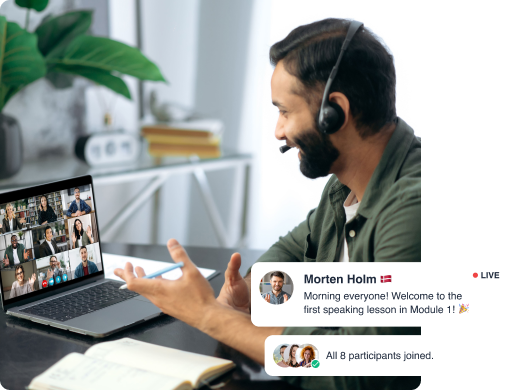 Morten Holm 🇩🇰
LIVE
Morning everyone! Welcome to the
first speaking lesson in Module 1! 🎉
All 8 participants joined.